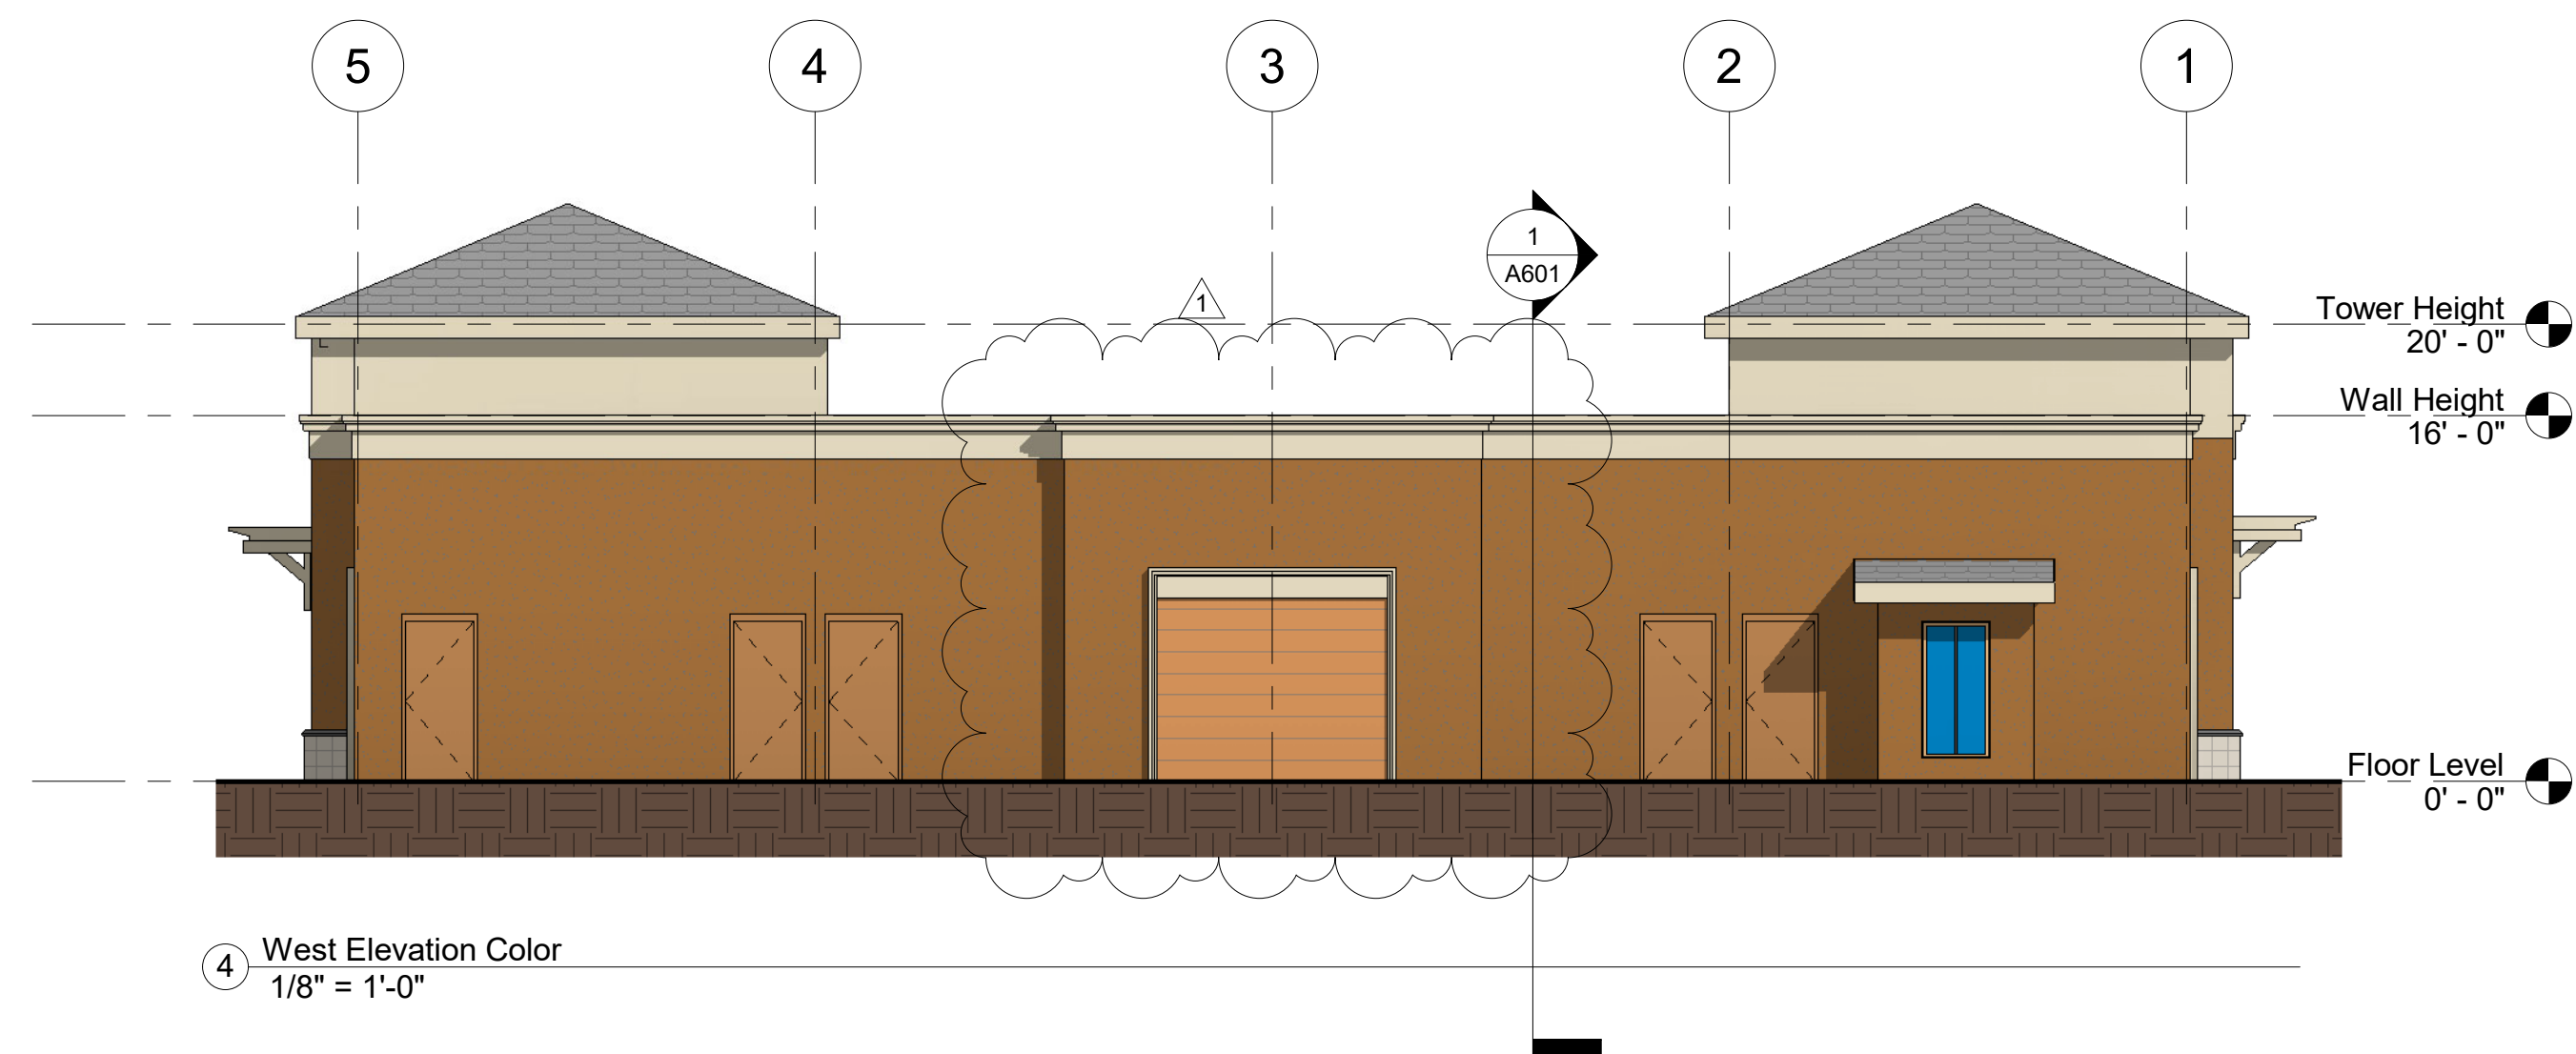 5 4 3 2 1
1
A601
1
Tower Height
20' - 0"
Wall Height
16' - 0"
Floor Level
0' - 0"
4 West Elevation Color
1/8" = 1'-0"